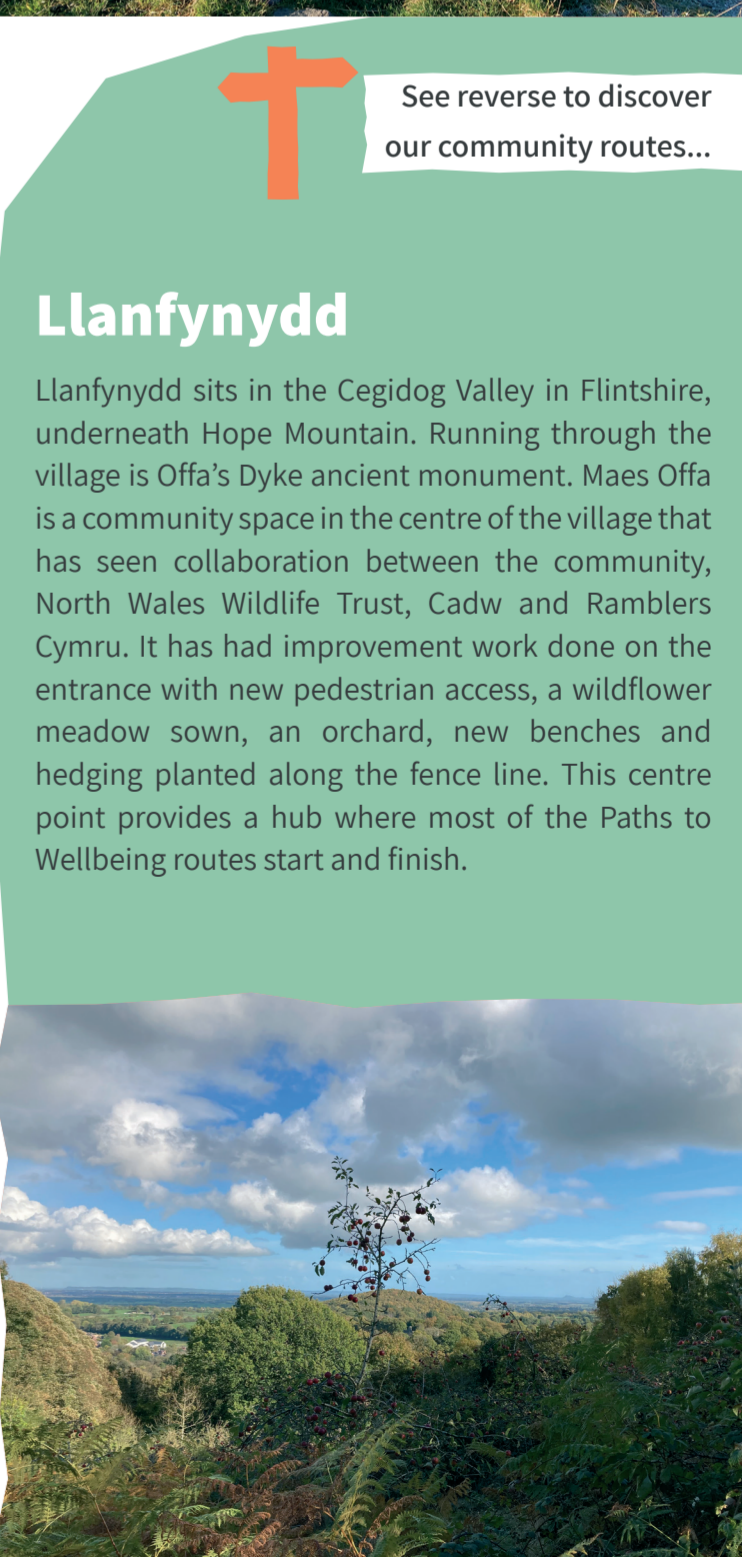 See reverse to discover
our community routes...
Llanfynydd
Llanfynydd sits in the Cegidog Valley in Flintshire,
underneath Hope Mountain. Running through the
village is Offa’s Dyke ancient monument. Maes Offa
is a community space in the centre of the village that
has seen collaboration between the community,
North Wales Wildlife Trust, Cadw and Ramblers
Cymru. It has had improvement work done on the
entrance with new pedestrian access, a wildflower
meadow sown, an orchard, new benches and
hedging planted along the fence line. This centre
point provides a hub where most of the Paths to
Wellbeing routes start and finish.